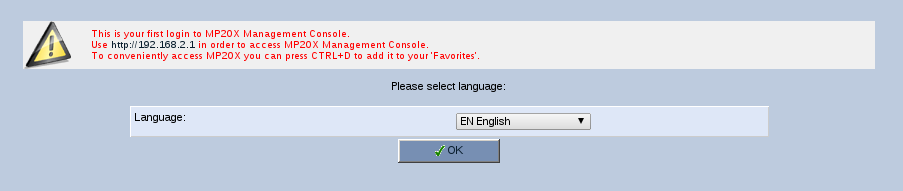 This is your first login to MP20X Management Console.
Use http://192.168.2.1 in order to access MP20X Management Console.
To conveniently access MP20X you can press CTRL+D to add it to your 'Favorites'.
Please select language:
Language: EN English
OK